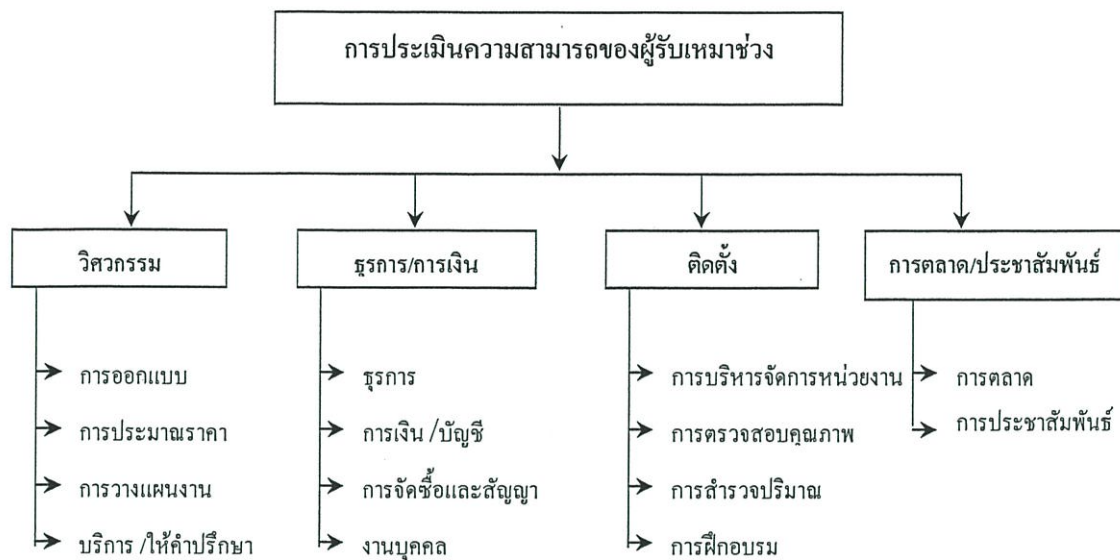 การประเมินความสามารถของผู้รับเหมาช่วง
วิศวกรรม
การออกแบบ
การประมาณราคา
การวางแผนงาน
บริการ /ให้คำปรึกษา
ธุรการ/การเงิน
ธุรการ
การเงิน /บัญชี
การจัดซื้อและสัญญา
งานบุคคล
ติดตั้ง
การบริหารจัดการหน่วยงาน
การตรวจสอบคุณภาพ
การสำรวจปริมาณ
การฝึกอบรม
การตลาด/ประชาสัมพันธ์
การตลาด
การประชาสัมพันธ์